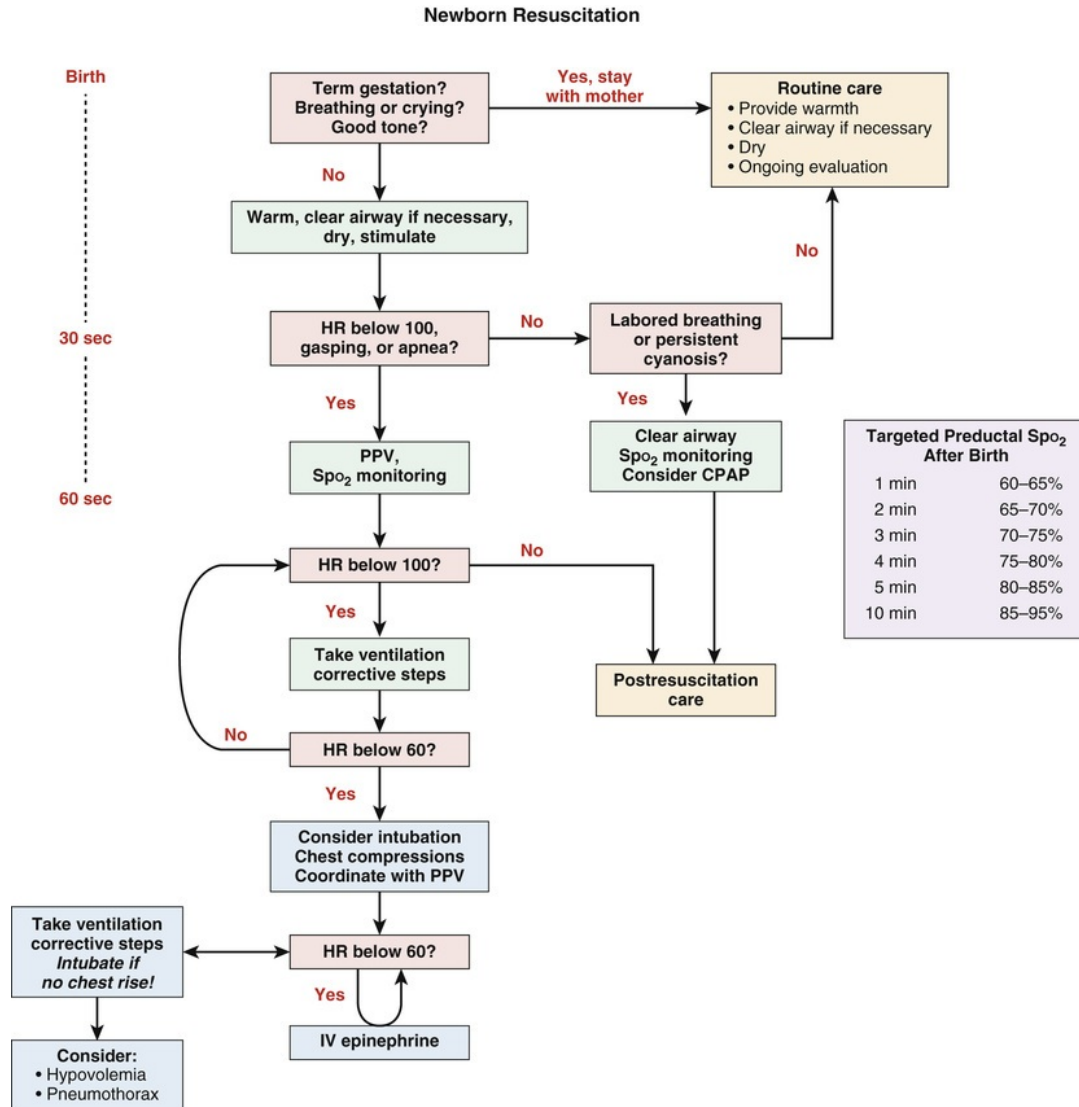 Newborn Resuscitation
Birth
Term gestation?
Breathing or crying?
Good tone?
Yes, stay
with mother
Routine care
• Provide warmth
• Clear airway if necessary
• Dry
• Ongoing evaluation
No
Warm, clear airway if necessary,
dry, stimulate
No
30 sec
HR below 100,
gasping, or apnea?
No
Labored breathing
or persistent
cyanosis?
Yes
Yes
PPV,
Spo₂ monitoring
Clear airway
Spo₂ monitoring
Consider CPAP
60 sec
Targeted Preductal Spo₂
After Birth
1 min 60–65%
2 min 65–70%
3 min 70–75%
4 min 75–80%
5 min 80–85%
10 min 85–95%
HR below 100?
No
Yes
Take ventilation
corrective steps
Postresuscitation
care
No
HR below 60?
Yes
Consider intubation
Chest compressions
Coordinate with PPV
Take ventilation
corrective steps
Intubate if
no chest rise!
HR below 60?
Yes
IV epinephrine
Consider:
• Hypovolemia
• Pneumothorax